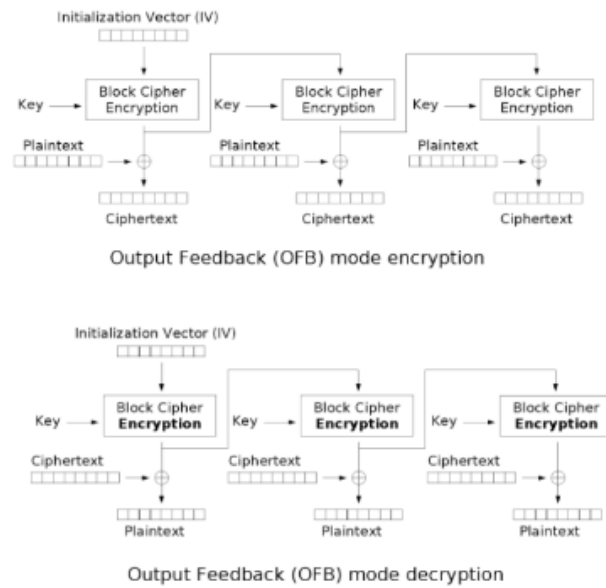 Initialization Vector (IV)
Key Block Cipher Encryption Key Block Cipher Encryption Key Block Cipher Encryption
Plaintext Plaintext Plaintext
Ciphertext Ciphertext Ciphertext
Output Feedback (OFB) mode encryption
Initialization Vector (IV)
Key Block Cipher Encryption Key Block Cipher Encryption Key Block Cipher Encryption
Ciphertext Ciphertext Ciphertext
Plaintext Plaintext Plaintext
Output Feedback (OFB) mode decryption